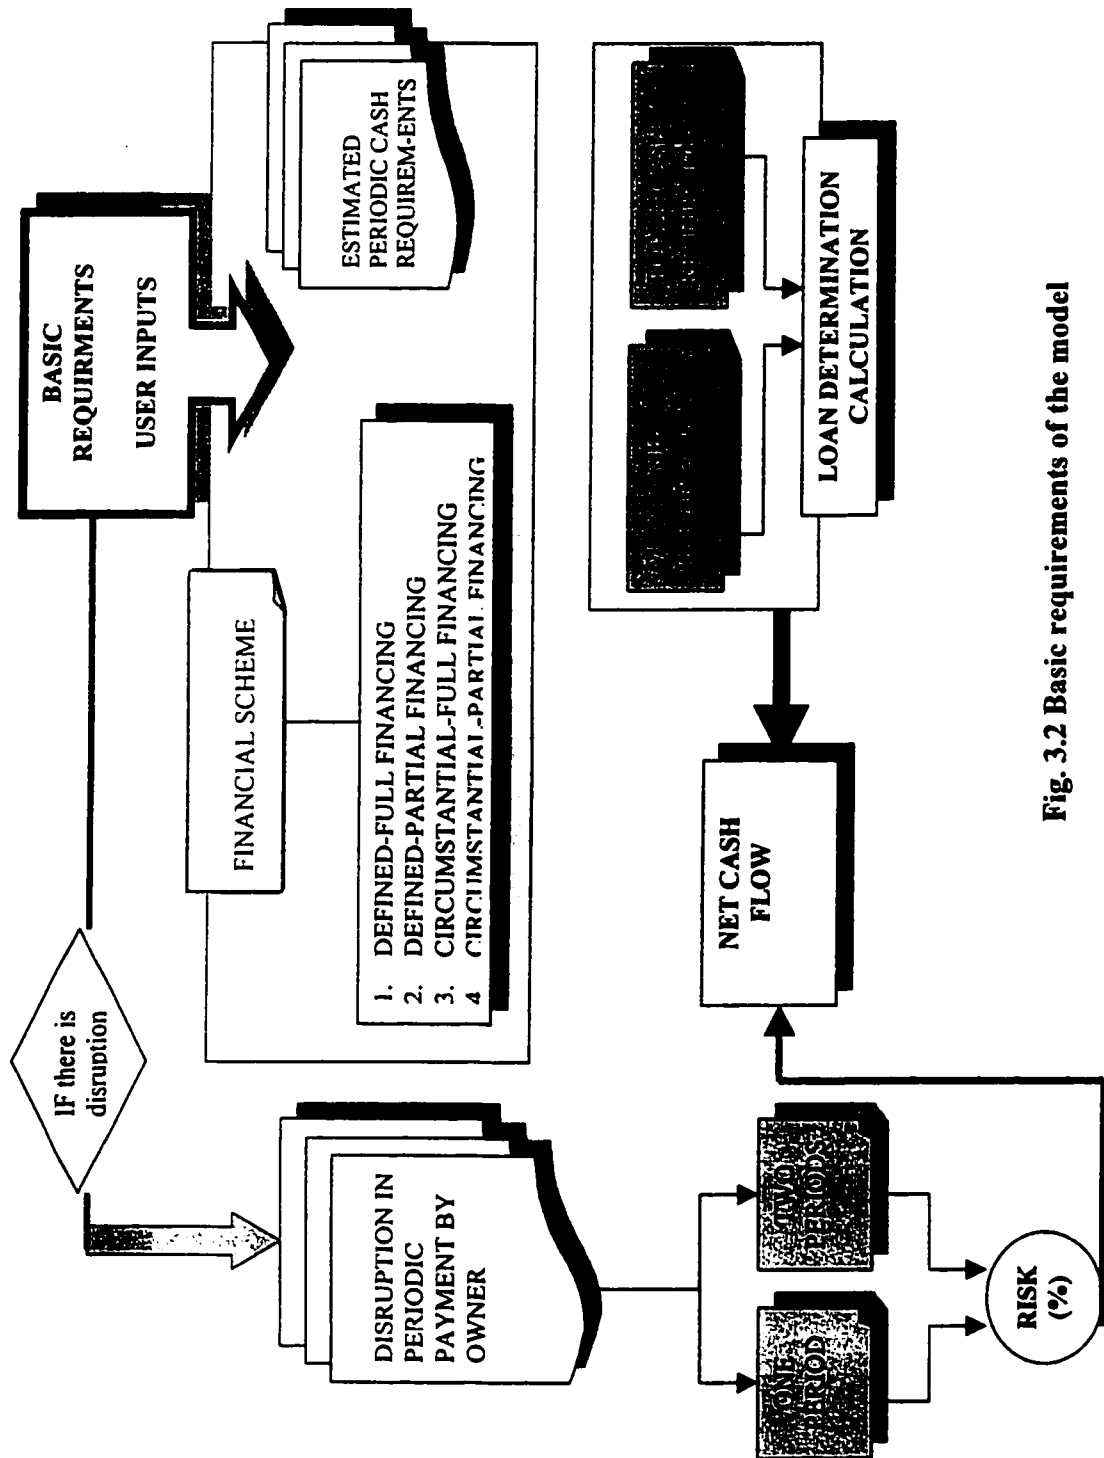 BASIC
REQUIRMENTS
USER INPUTS
IF there is
disruption
FINANCIAL SCHEME
1. DEFINED-FULL FINANCING
2. DEFINED-PARTIAL FINANCING
3. CIRCUMSTANTIAL-FULL FINANCING
4 CIRCUMSTANTIAL-PARTIAL FINANCING
ESTIMATED
PERIODIC CASH
REQUIREM-ENTS
DISRUPTION IN
PERIODIC
PAYMENT BY
OWNER
ONE
PERIOD
TWO
PERIODS
RISK
(%)
NET CASH
FLOW
LOAN DETERMINATION
CALCULATION
Fig. 3.2 Basic requirements of the model